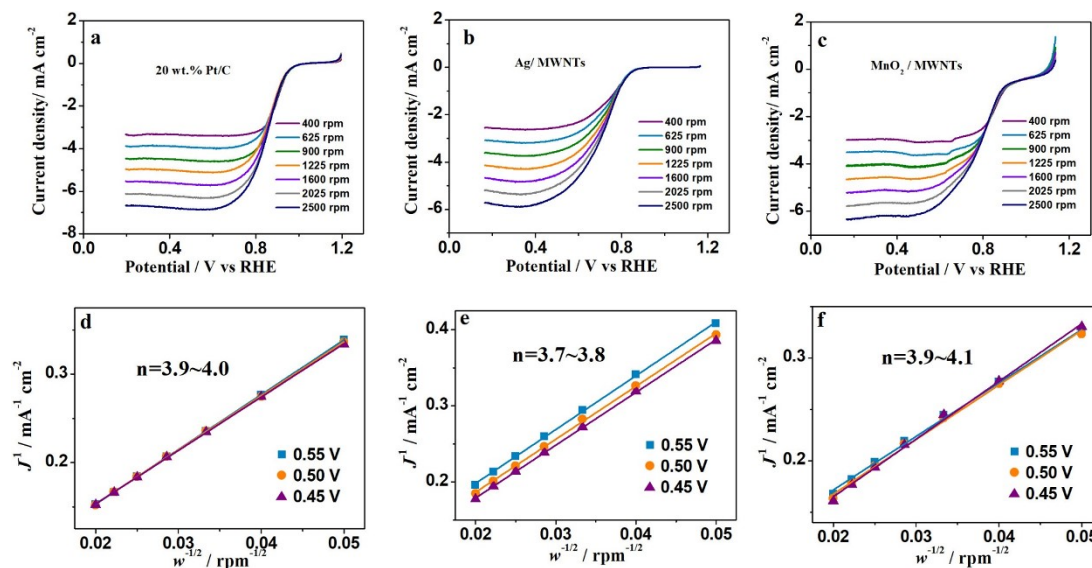 a
20 wt.% Pt/C
400 rpm
625 rpm
900 rpm
1225 rpm
1600 rpm
2025 rpm
2500 rpm
Current density/ mA cm⁻²
0
-2
-4
-6
-8
0.0 0.4 0.8 1.2
Potential / V vs RHE
b
Ag/ MWNTs
400 rpm
625 rpm
900 rpm
1225 rpm
1600 rpm
2025 rpm
2500 rpm
Current density/ mA cm⁻²
0
-2
-4
-6
0.0 0.4 0.8 1.2
Potential / V vs RHE
c
MnO₂ / MWNTs
400 rpm
625 rpm
900 rpm
1225 rpm
1600 rpm
2025 rpm
2500 rpm
Current density/ mA cm⁻²
0
-2
-4
-6
0.0 0.4 0.8 1.2
Potential / V vs RHE
d
n=3.9~4.0
0.55 V
0.50 V
0.45 V
J⁻¹ / mA⁻¹ cm⁻²
0.3
0.2
0.02 0.03 0.04 0.05
w⁻¹/² / rpm⁻¹/²
e
n=3.7~3.8
0.55 V
0.50 V
0.45 V
J⁻¹ / mA⁻¹ cm⁻²
0.4
0.3
0.2
0.02 0.03 0.04 0.05
w⁻¹/² / rpm⁻¹/²
f
n=3.9~4.1
0.55 V
0.50 V
0.45 V
J⁻¹ / mA⁻¹ cm⁻²
0.3
0.2
0.02 0.03 0.04 0.05
w⁻¹/² / rpm⁻¹/²